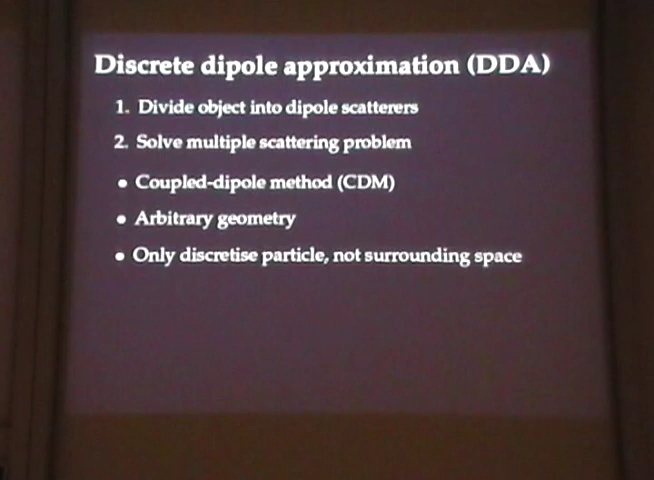 Discrete dipole approximation (DDA)
1. Divide object into dipole scatterers
2. Solve multiple scattering problem
• Coupled-dipole method (CDM)
• Arbitrary geometry
• Only discretise particle, not surrounding space